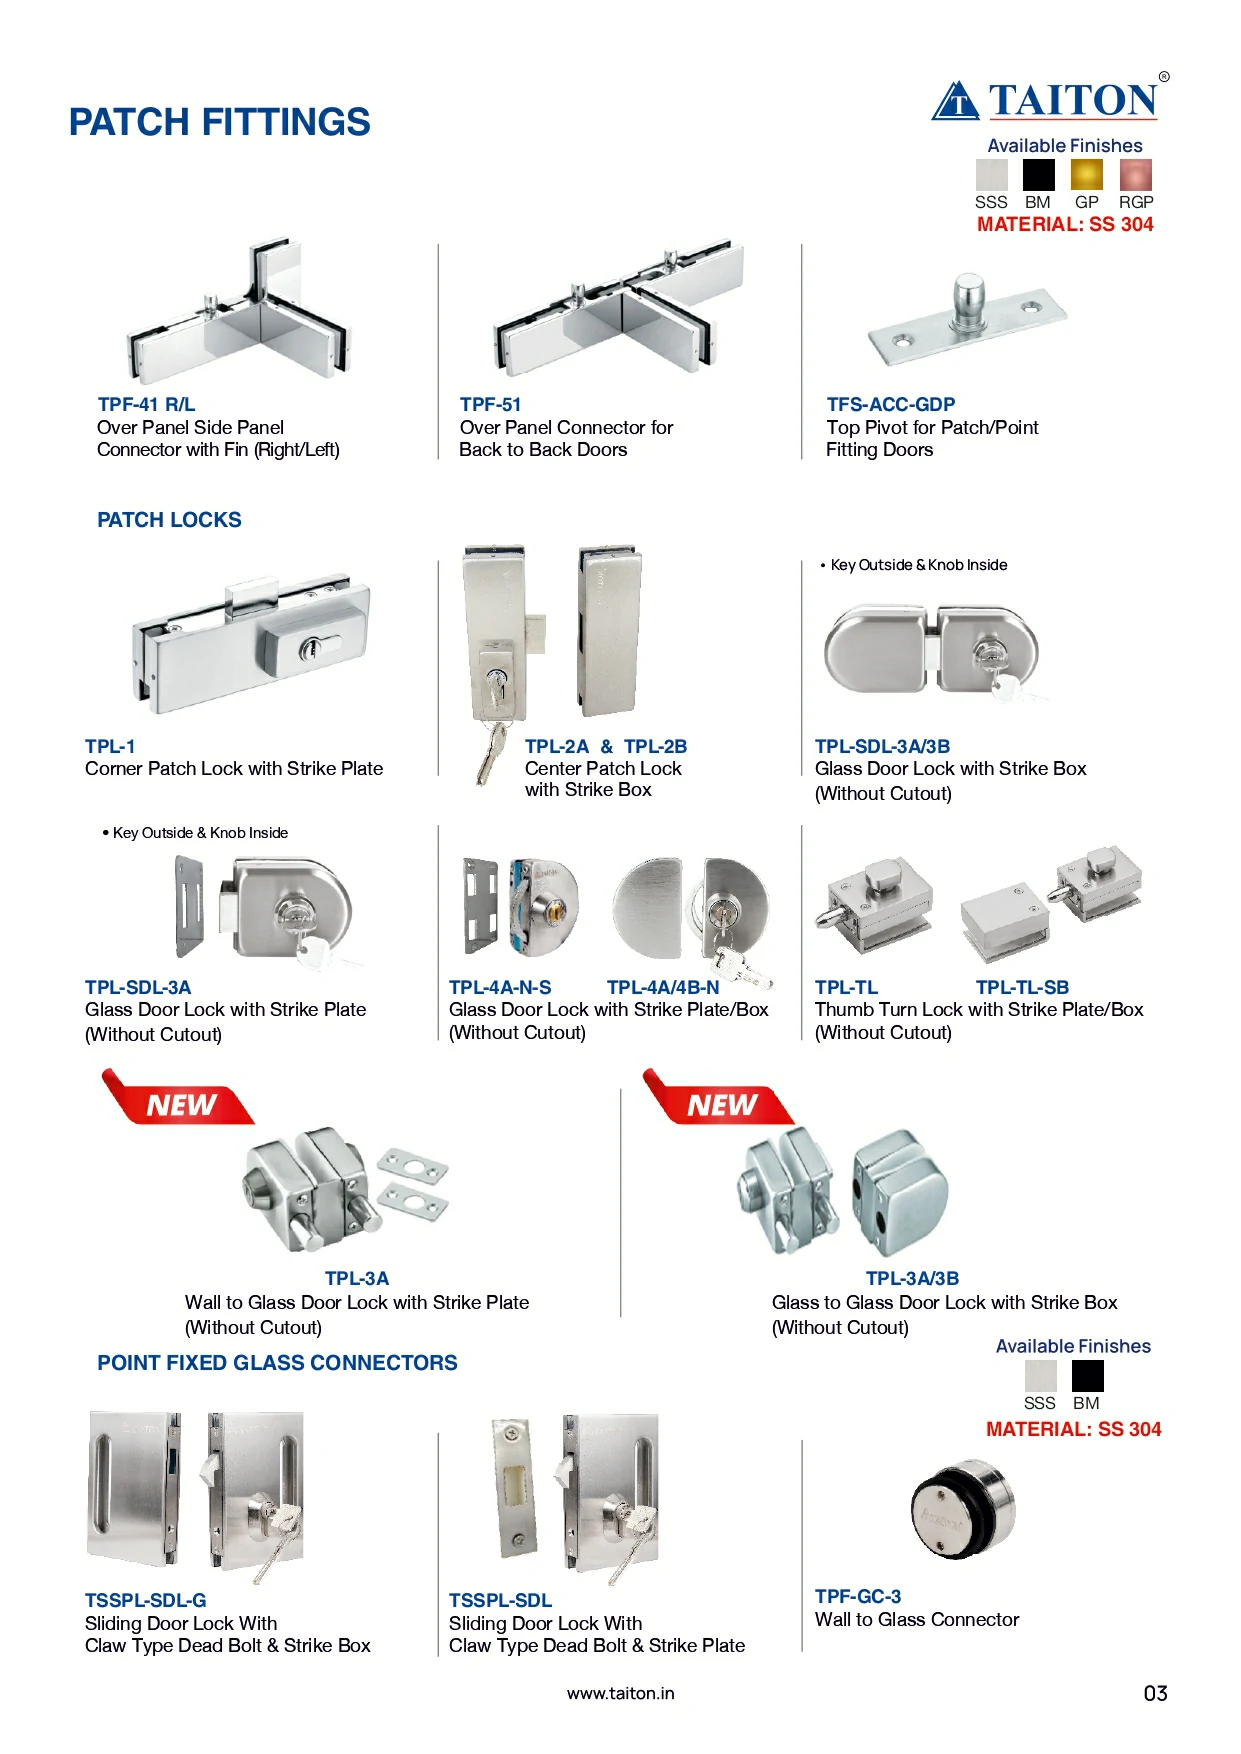 PATCH FITTINGS
T TAITON ®
Available Finishes
SSS BM GP RGP
MATERIAL: SS 304
TPF-41 R/L
Over Panel Side Panel
Connector with Fin (Right/Left)
TPF-51
Over Panel Connector for
Back to Back Doors
TFS-ACC-GDP
Top Pivot for Patch/Point
Fitting Doors
PATCH LOCKS
TPL-1
Corner Patch Lock with Strike Plate
TPL-2A & TPL-2B
Center Patch Lock
with Strike Box
• Key Outside & Knob Inside
TPL-SDL-3A/3B
Glass Door Lock with Strike Box
(Without Cutout)
• Key Outside & Knob Inside
TPL-SDL-3A
Glass Door Lock with Strike Plate
(Without Cutout)
TPL-4A-N-S TPL-4A/4B-N
Glass Door Lock with Strike Plate/Box
(Without Cutout)
TPL-TL TPL-TL-SB
Thumb Turn Lock with Strike Plate/Box
(Without Cutout)
NEW
TPL-3A
Wall to Glass Door Lock with Strike Plate
(Without Cutout)
NEW
TPL-3A/3B
Glass to Glass Door Lock with Strike Box
(Without Cutout)
POINT FIXED GLASS CONNECTORS
Available Finishes
SSS BM
MATERIAL: SS 304
TSSPL-SDL-G
Sliding Door Lock With
Claw Type Dead Bolt & Strike Box
TSSPL-SDL
Sliding Door Lock With
Claw Type Dead Bolt & Strike Plate
TPF-GC-3
Wall to Glass Connector
www.taiton.in
03